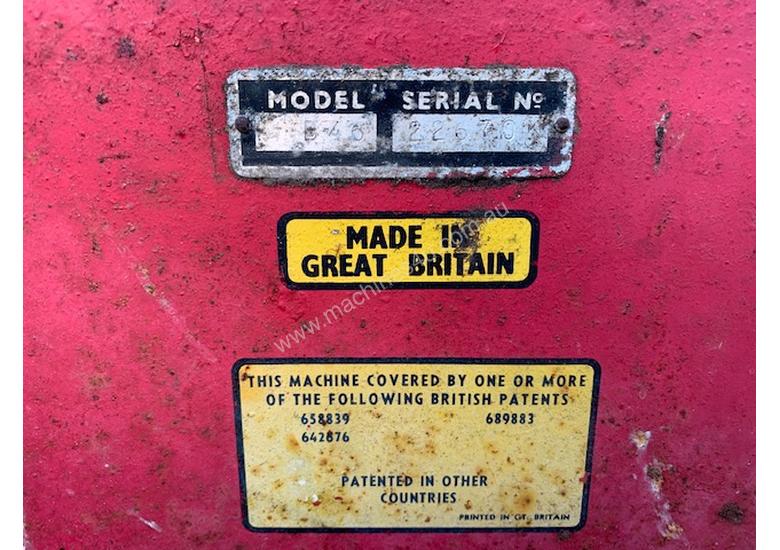 MODEL SERIAL Nº
MADE IN
GREAT BRITAIN
THIS MACHINE COVERED BY ONE OR MORE
OF THE FOLLOWING BRITISH PATENTS
658839 689883
642876
PATENTED IN OTHER
COUNTRIES
PRINTED IN GT. BRITAIN